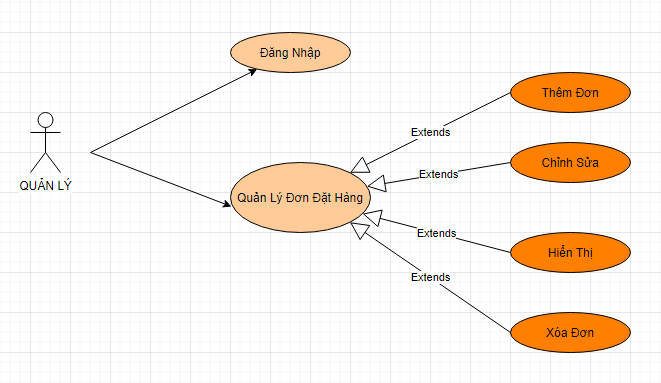 Đăng Nhập
Thêm Đơn
Extends
Chỉnh Sửa
Extends
QUẢN LÝ
Quản Lý Đơn Đặt Hàng
Extends
Hiển Thị
Extends
Xóa Đơn